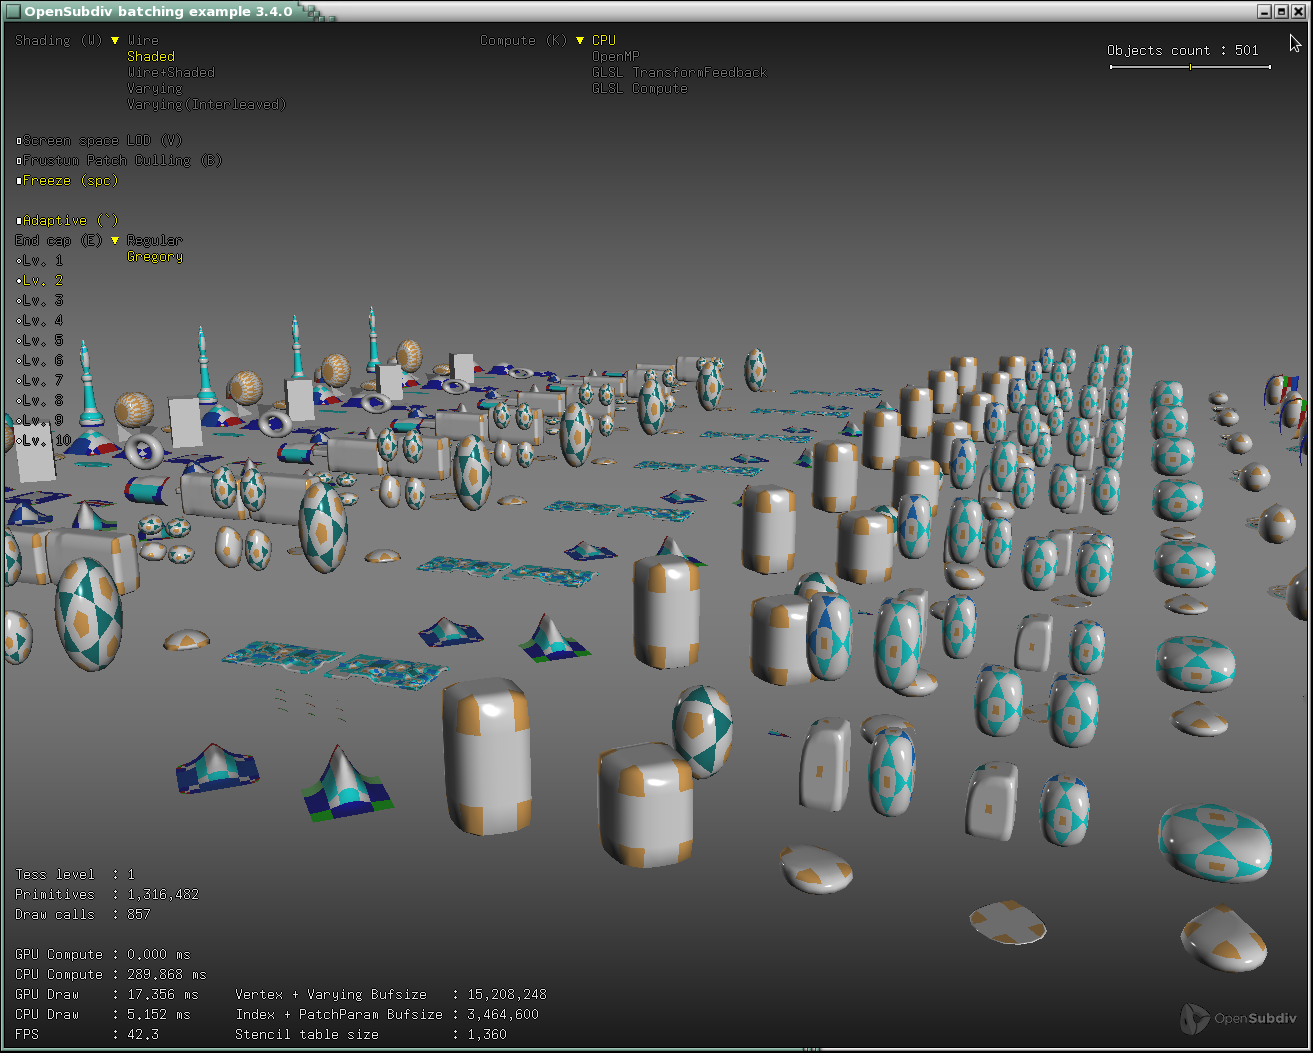 OpenSubdiv batching example 3.4.0
Shading (W) ▼ Wire
Shaded
Wire+Shaded
Varying
Varying(Interleaved)
Compute (K) ▼ CPU
OpenMP
GLSL TransformFeedback
GLSL Compute
Objects count : 501
Screen space LOD (V)
Frustun Patch Culling (B)
Freeze (spc)
Adaptive (`)
End cap (E) ▼ Regular
Gregory
Lv. 1
Lv. 2
Lv. 3
Lv. 4
Lv. 5
Lv. 6
Lv. 7
Lv. 8
Lv. 9
Lv. 10
Tess level : 1
Primitives : 1,316,482
Draw calls : 857
GPU Compute : 0.000 ms
CPU Compute : 289.868 ms
GPU Draw : 17.356 ms Vertex + Varying Bufsize : 15,208,248
CPU Draw : 5.152 ms Index + PatchParam Bufsize : 3,464,600
FPS : 42.3 Stencil table size : 1,360
OpenSubdiv